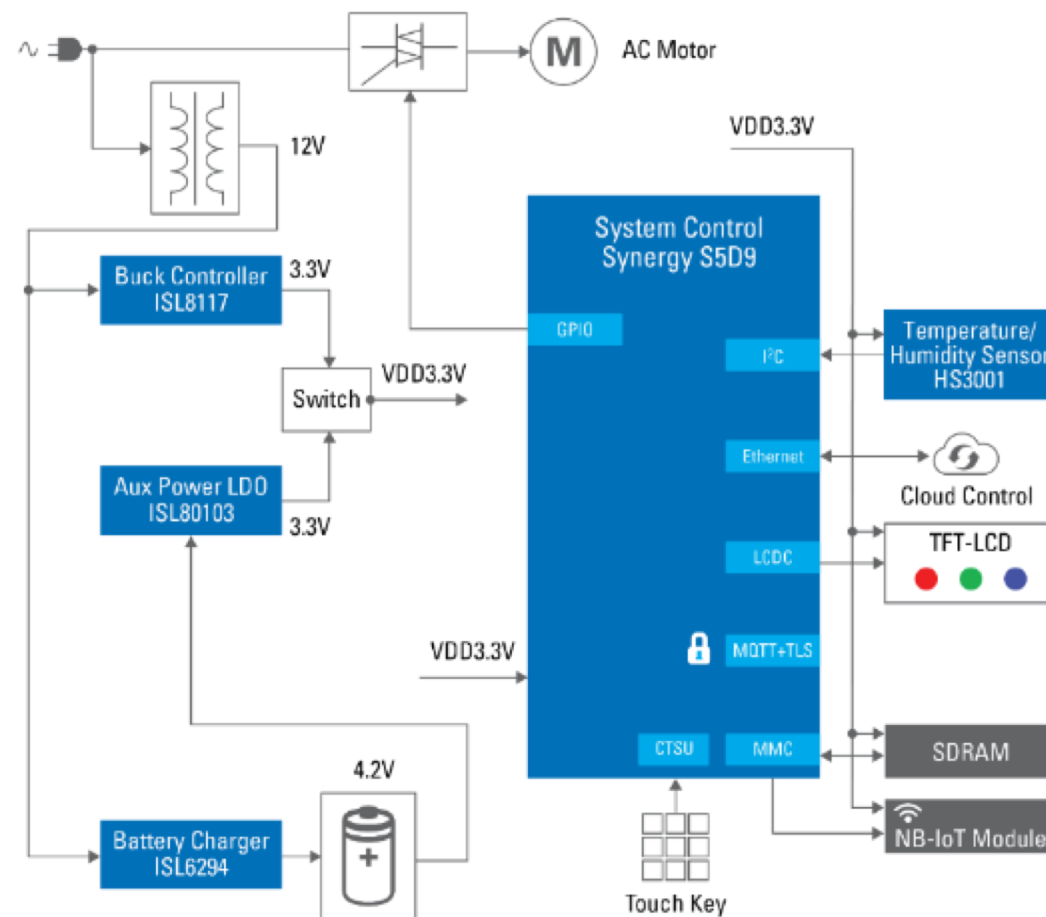 M
AC Motor
12V
VDD3.3V
System Control
Synergy S5D9
Buck Controller
ISL8117
3.3V
GPIO
I²C
Temperature/
Humidity Sensor
HS3001
Switch
VDD3.3V
Ethernet
Cloud Control
Aux Power LDO
ISL80103
3.3V
LCDC
TFT-LCD
VDD3.3V
MQTT+TLS
CTSU
MMC
SDRAM
4.2V
Battery Charger
ISL6294
+
NB-IoT Module
Touch Key